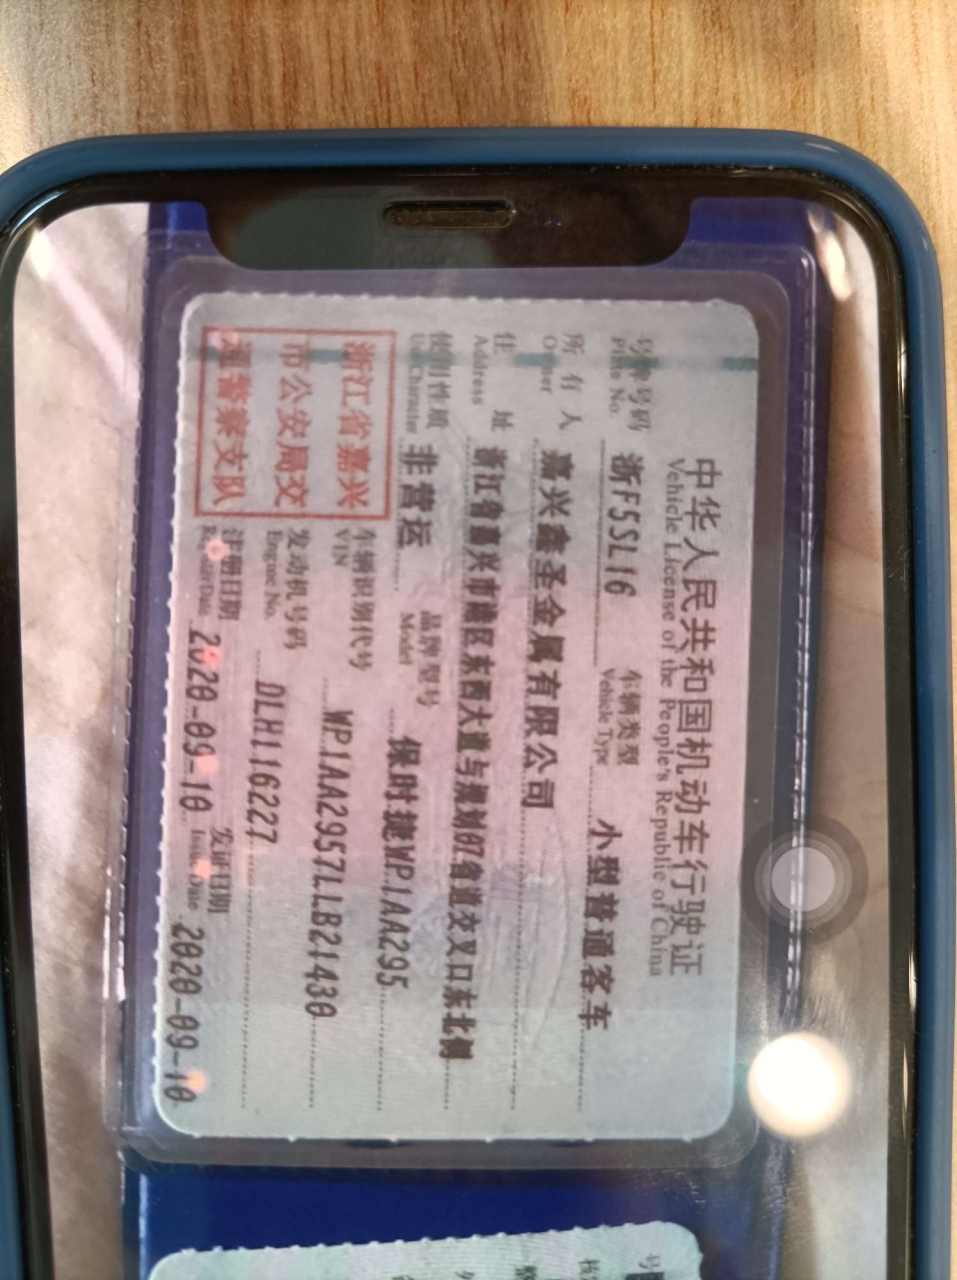 中华人民共和国机动车行驶证
Vehicle License of the People's Republic of China
号牌号码 浙F5SL16 车辆类型 小型普通客车
Plate No. Vehicle Type
所有人 嘉兴鑫圣金属有限公司
Owner
住址 浙江省嘉兴市港区东西大道与规划07省道交叉口东北侧
Address
使用性质 非营运 品牌型号 保时捷WP1AA295
Use Character Model
浙江省嘉兴
市公安局交
通警察支队
车辆识别代号 WP1AA2957LLB21430
VIN
发动机号码 DLH116227
Engine No.
注册日期 2020-09-10 发证日期 2020-09-10
Register Date Issue Date
号